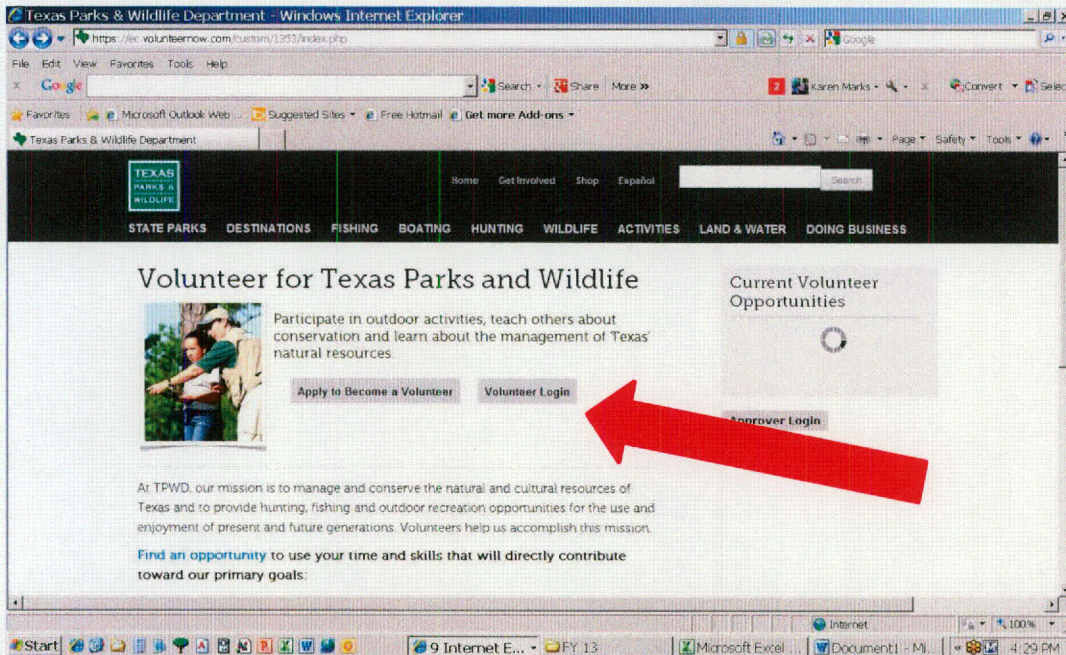 Texas Parks & Wildlife Department - Windows Internet Explorer
https://ec.volunteernow.com/custom/1353/index.php
Google
File Edit View Favorites Tools Help
x Google Search Share More » 2 Karen Marks x Convert Selec
Favorites Microsoft Outlook Web ... Suggested Sites Free Hotmail Get more Add-ons
Texas Parks & Wildlife Department Page Safety Tools
TEXAS
PARKS &
WILDLIFE
Home Get Involved Shop Español Search
STATE PARKS DESTINATIONS FISHING BOATING HUNTING WILDLIFE ACTIVITIES LAND & WATER DOING BUSINESS
Volunteer for Texas Parks and Wildlife
Participate in outdoor activities, teach others about
conservation and learn about the management of Texas'
natural resources.
Apply to Become a Volunteer Volunteer Login
Current Volunteer
Opportunities
Approver Login
At TPWD, our mission is to manage and conserve the natural and cultural resources of
Texas and to provide hunting, fishing and outdoor recreation opportunities for the use and
enjoyment of present and future generations. Volunteers help us accomplish this mission.
Find an opportunity to use your time and skills that will directly contribute
toward our primary goals:
Internet 100%
Start 9 Internet E... FY 13 Microsoft Excel ... Document1 - Mi... « 4:29 PM